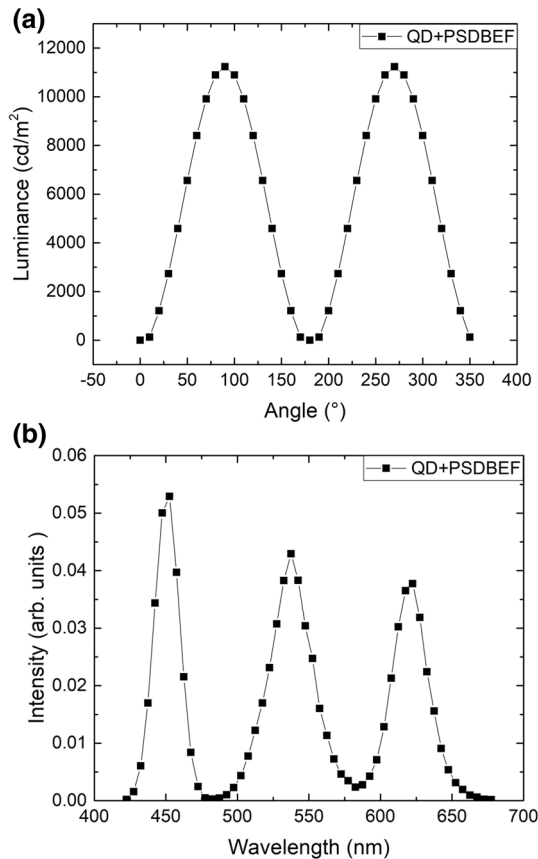 (a)
QD+PSDBEF
12000
10000
8000
6000
4000
2000
0
Luminance (cd/m²)
-50 0 50 100 150 200 250 300 350 400
Angle (°)
(b)
QD+PSDBEF
0.06
0.05
0.04
0.03
0.02
0.01
0.00
Intensity (arb. units)
400 450 500 550 600 650 700
Wavelength (nm)